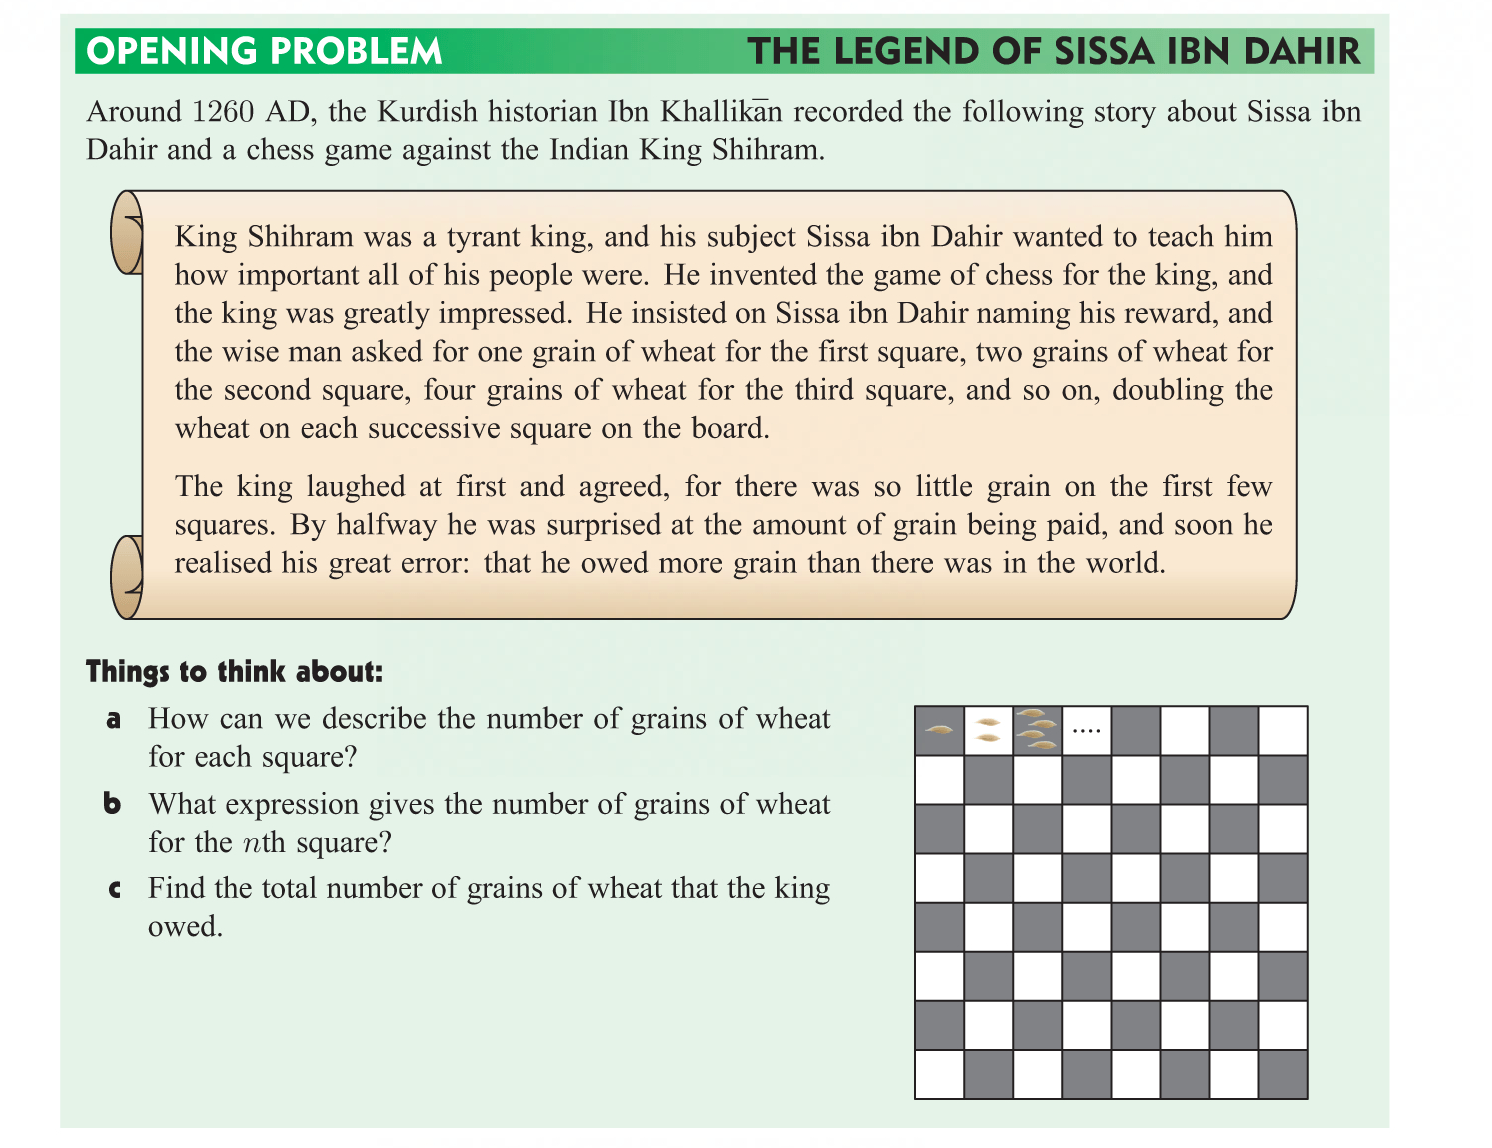 OPENING PROBLEM THE LEGEND OF SISSA IBN DAHIR
Around 1260 AD, the Kurdish historian Ibn Khallikān recorded the following story about Sissa ibn
Dahir and a chess game against the Indian King Shihram.
King Shihram was a tyrant king, and his subject Sissa ibn Dahir wanted to teach him
how important all of his people were. He invented the game of chess for the king, and
the king was greatly impressed. He insisted on Sissa ibn Dahir naming his reward, and
the wise man asked for one grain of wheat for the first square, two grains of wheat for
the second square, four grains of wheat for the third square, and so on, doubling the
wheat on each successive square on the board.
The king laughed at first and agreed, for there was so little grain on the first few
squares. By halfway he was surprised at the amount of grain being paid, and soon he
realised his great error: that he owed more grain than there was in the world.
Things to think about:
a How can we describe the number of grains of wheat
for each square?
b What expression gives the number of grains of wheat
for the nth square?
c Find the total number of grains of wheat that the king
owed.
....